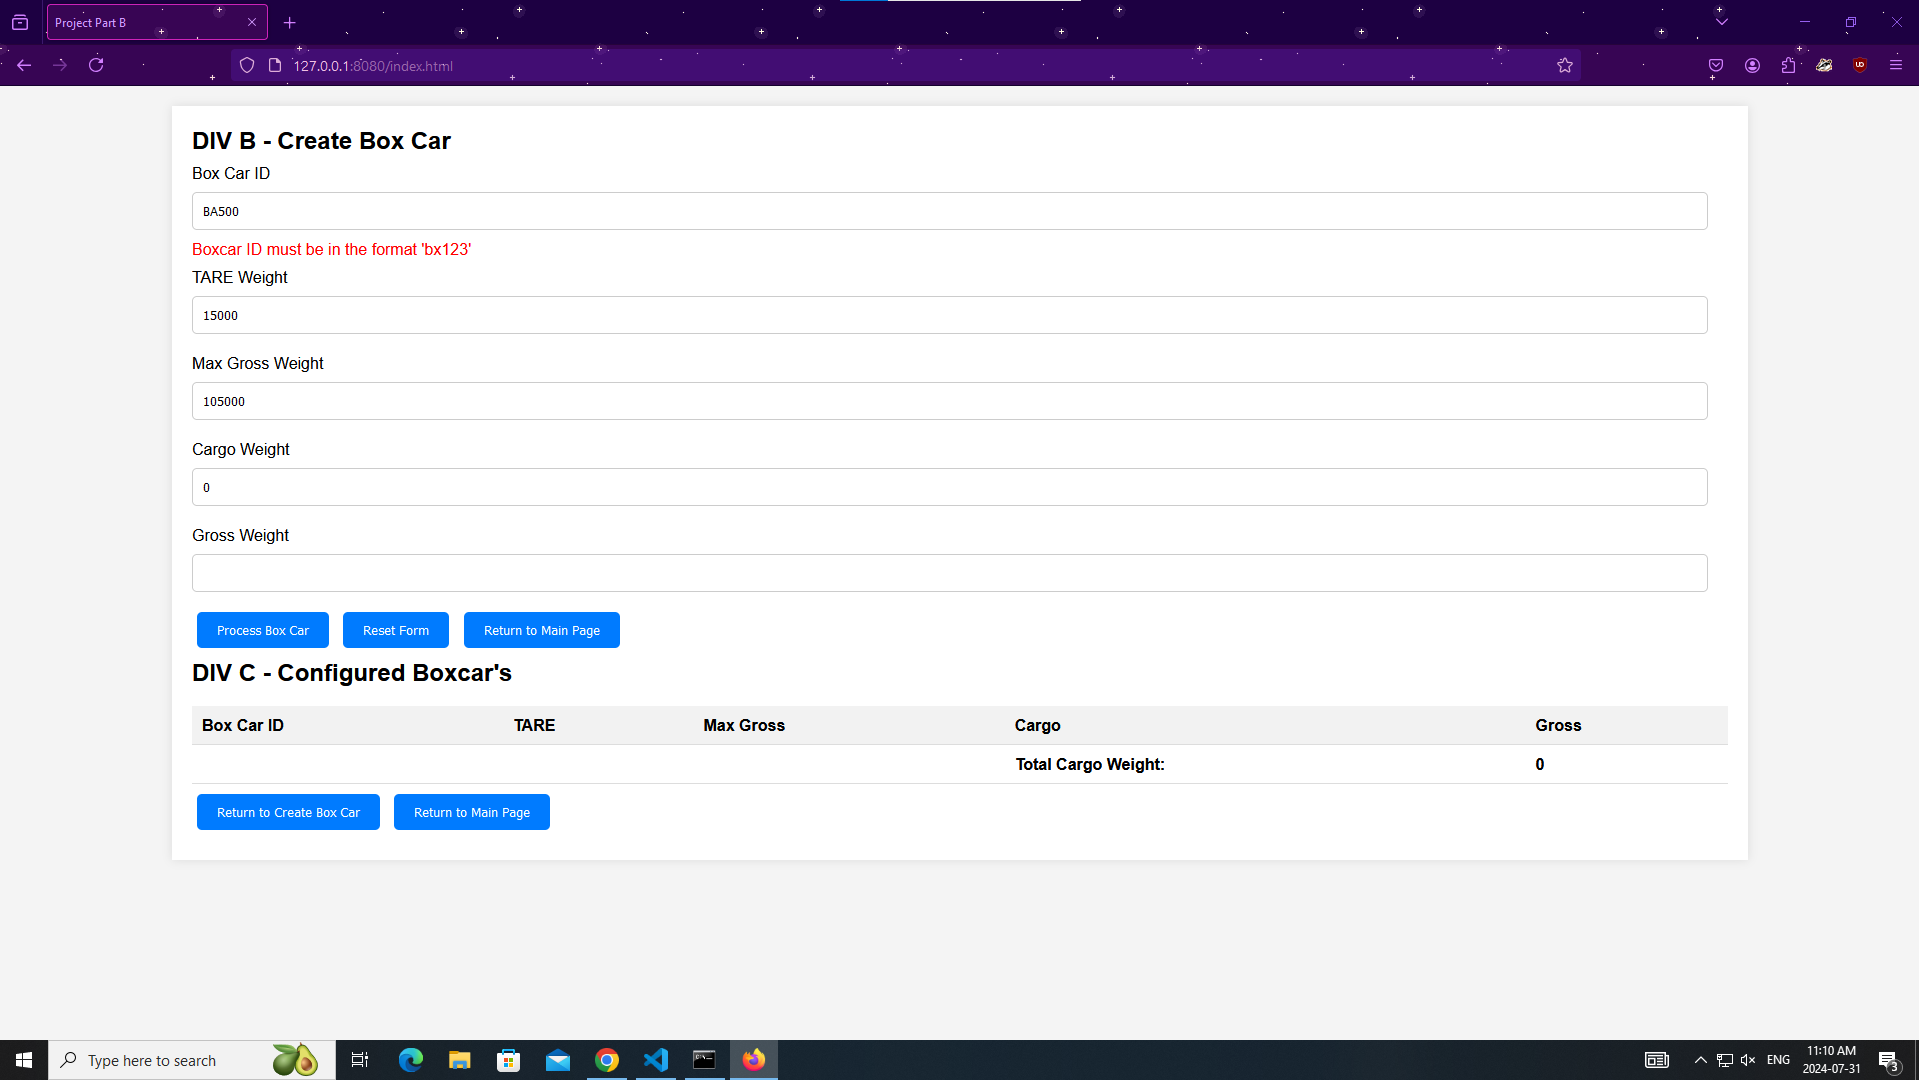 Project Part B
127.0.0.1:8080/index.html
DIV B - Create Box Car
Box Car ID
BA500
Boxcar ID must be in the format 'bx123'
TARE Weight
15000
Max Gross Weight
105000
Cargo Weight
0
Gross Weight
Process Box Car Reset Form Return to Main Page
DIV C - Configured Boxcar's
Box Car ID TARE Max Gross Cargo Gross
Total Cargo Weight: 0
Return to Create Box Car Return to Main Page
Type here to search
ENG
11:10 AM
2024-07-31
3